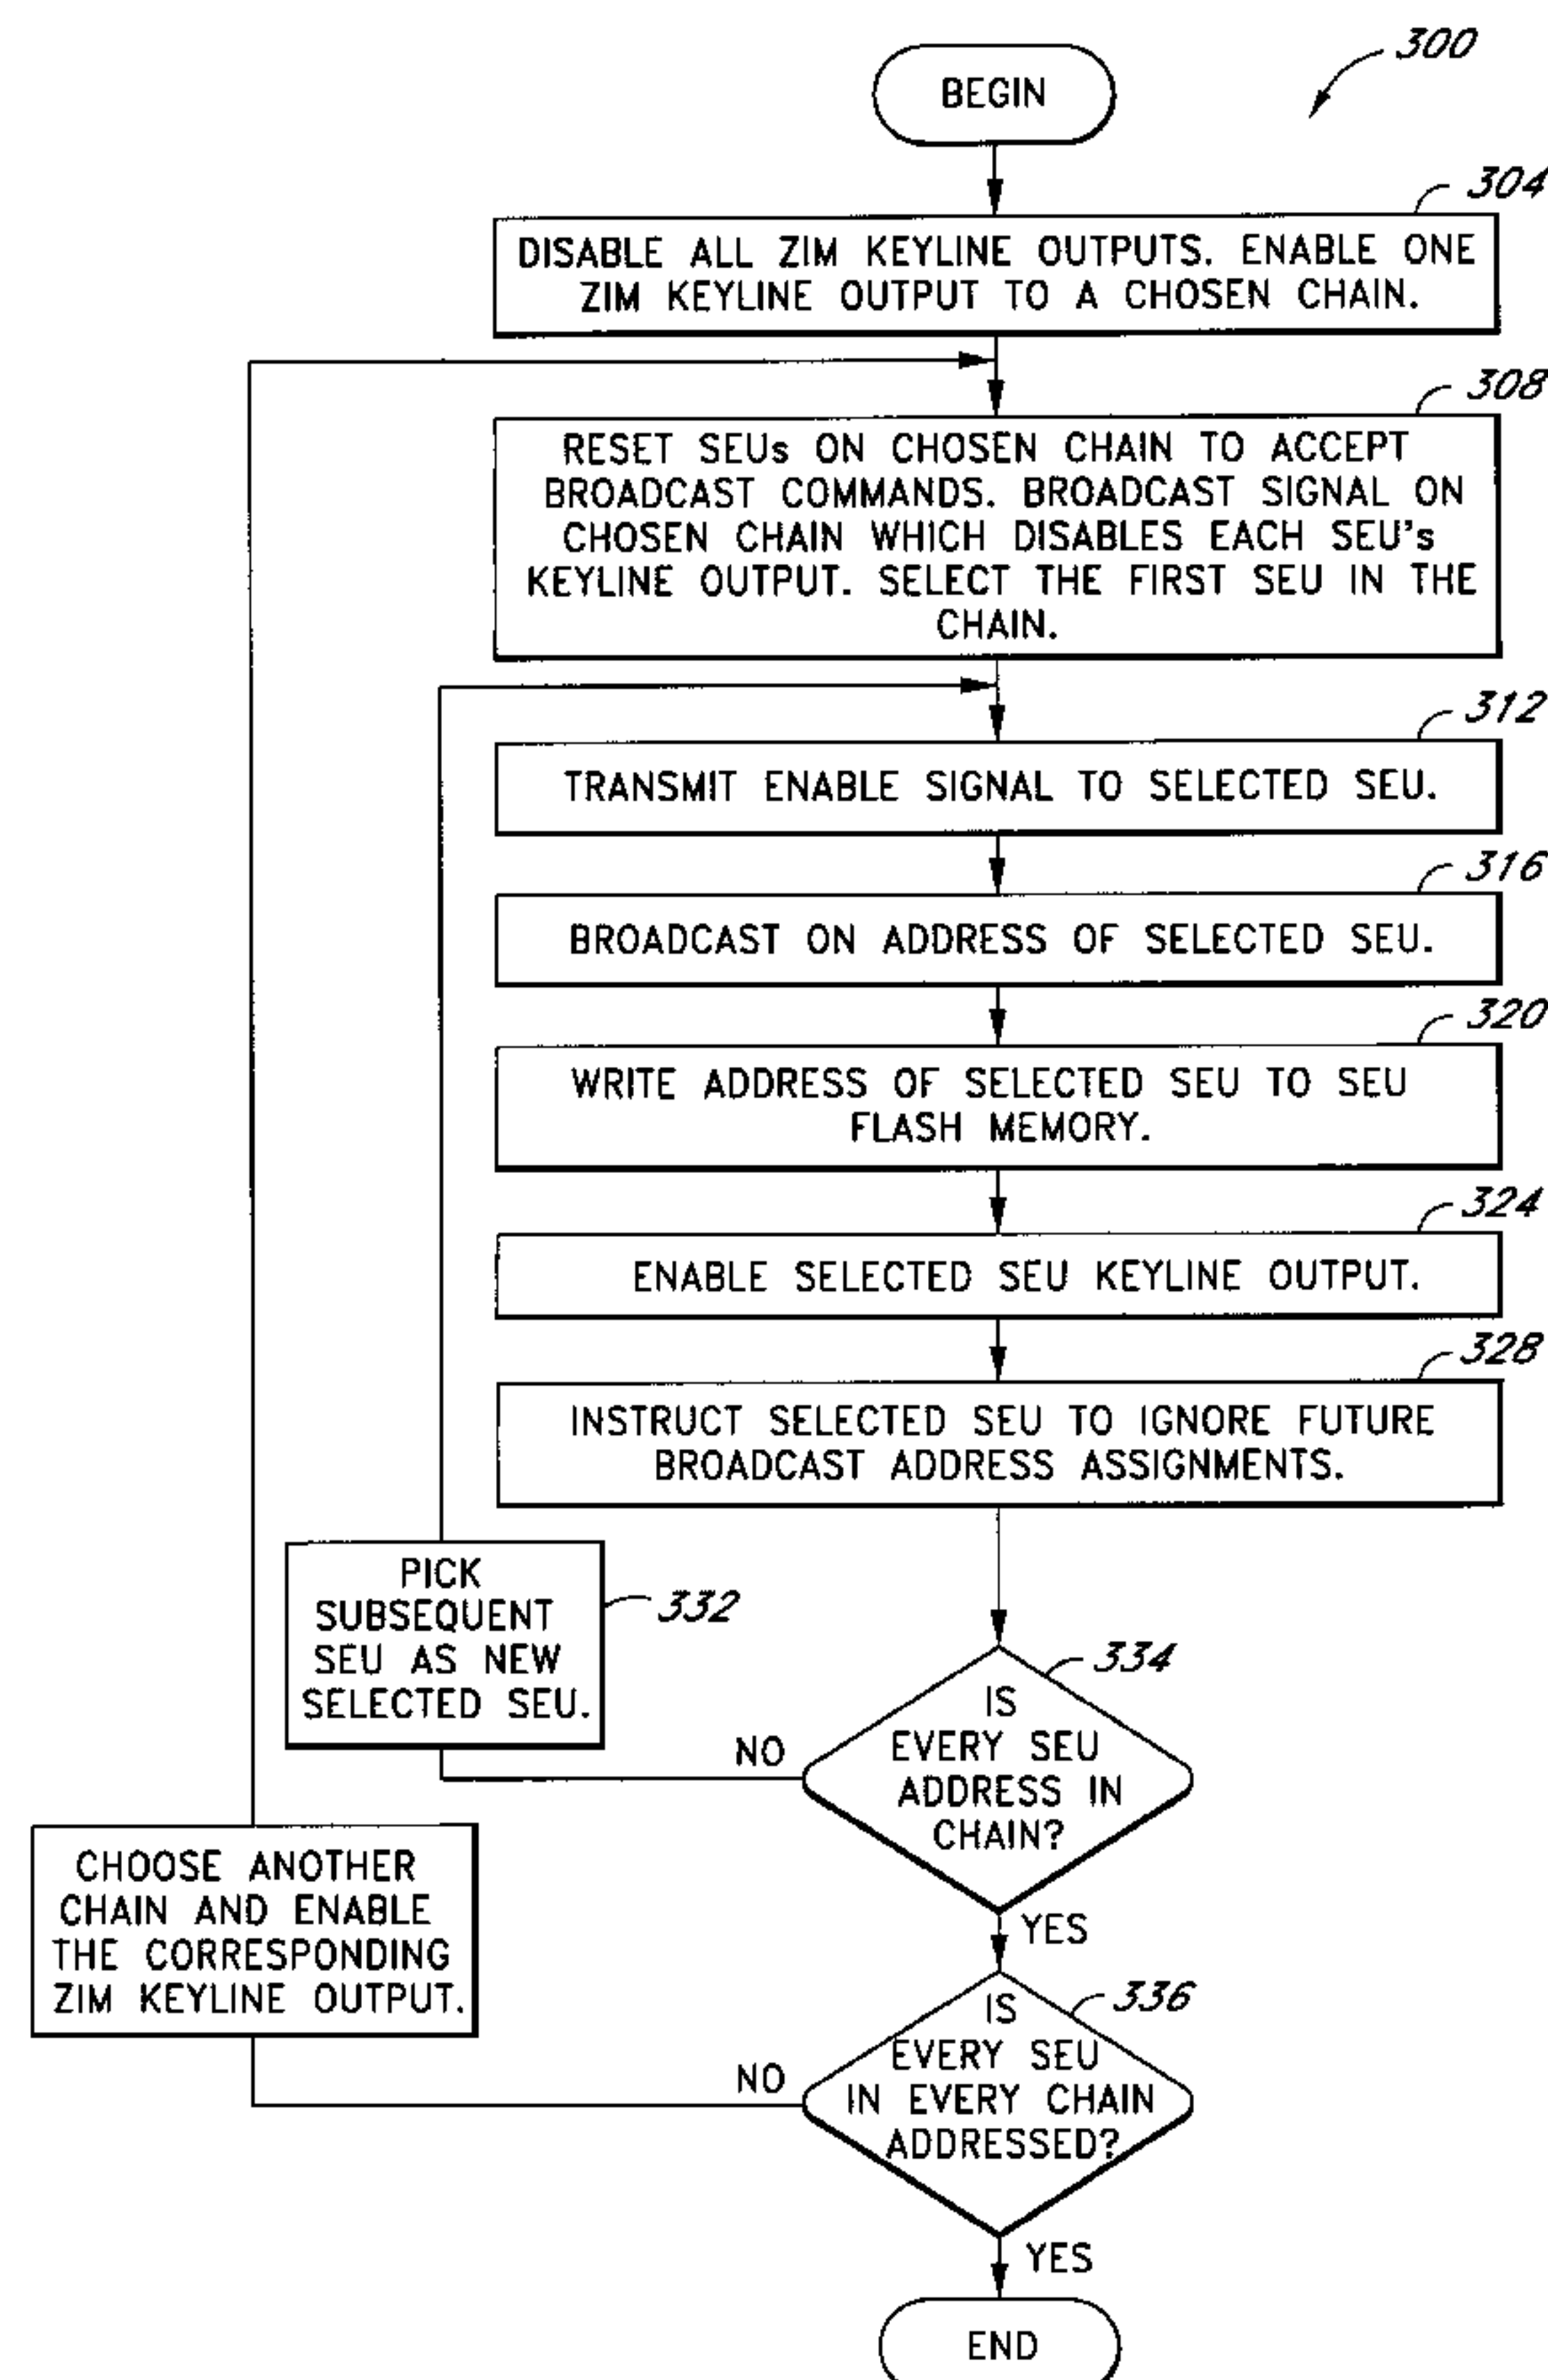 300
BEGIN
304
DISABLE ALL ZIM KEYLINE OUTPUTS. ENABLE ONE
ZIM KEYLINE OUTPUT TO A CHOSEN CHAIN.
308
RESET SEUs ON CHOSEN CHAIN TO ACCEPT
BROADCAST COMMANDS. BROADCAST SIGNAL ON
CHOSEN CHAIN WHICH DISABLES EACH SEU's
KEYLINE OUTPUT. SELECT THE FIRST SEU IN THE
CHAIN.
312
TRANSMIT ENABLE SIGNAL TO SELECTED SEU.
316
BROADCAST ON ADDRESS OF SELECTED SEU.
320
WRITE ADDRESS OF SELECTED SEU TO SEU
FLASH MEMORY.
324
ENABLE SELECTED SEU KEYLINE OUTPUT.
328
INSTRUCT SELECTED SEU TO IGNORE FUTURE
BROADCAST ADDRESS ASSIGNMENTS.
PICK
SUBSEQUENT
SEU AS NEW
SELECTED SEU.
332
334
IS
EVERY SEU
ADDRESS IN
CHAIN?
NO
YES
CHOOSE ANOTHER
CHAIN AND ENABLE
THE CORRESPONDING
ZIM KEYLINE OUTPUT.
336
IS
EVERY SEU
IN EVERY CHAIN
ADDRESSED?
NO
YES
END